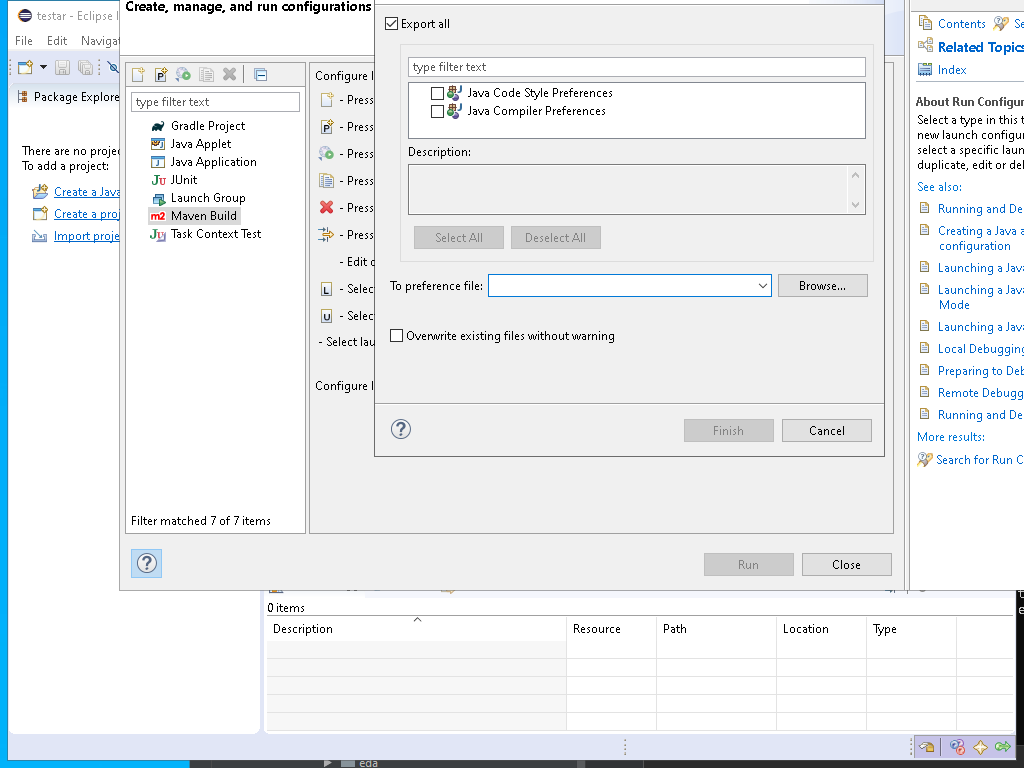 testar - Eclipse I
File Edit Navigat
Package Explore
There are no projec
To add a project:
Create a Java
Create a proj
Import proje
Create, manage, and run configurations
type filter text
Gradle Project
Java Applet
Java Application
JUnit
Launch Group
Maven Build
Task Context Test
Filter matched 7 of 7 items
Configure l
- Press
- Press
- Press
- Press
- Press
- Press
- Edit o
- Selec
- Selec
- Select lau
Configure l
Run
Close
Export all
type filter text
Java Code Style Preferences
Java Compiler Preferences
Description:
Select All
Deselect All
To preference file:
Browse...
Overwrite existing files without warning
Finish
Cancel
Contents
Se
Related Topics
Index
About Run Configur
Select a type in this t
new launch configur
select a specific laun
duplicate, edit or del
See also:
Running and De
Creating a Java a
configuration
Launching a Java
Launching a Java
Mode
Launching a Java
Local Debugging
Preparing to Deb
Remote Debugg
Running and De
More results:
Search for Run C
0 items
Description Resource Path Location Type
eda